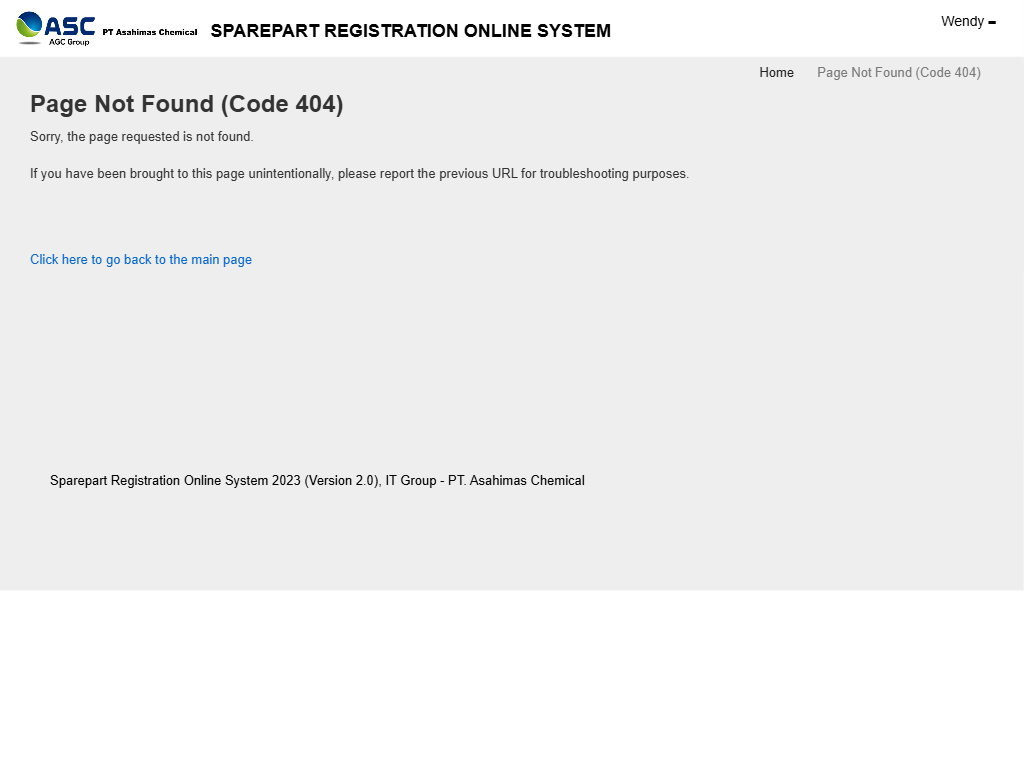 ASC
AGC Group
PT Asahimas Chemical
SPAREPART REGISTRATION ONLINE SYSTEM
Wendy
Home
Page Not Found (Code 404)
Page Not Found (Code 404)
Sorry, the page requested is not found.
If you have been brought to this page unintentionally, please report the previous URL for troubleshooting purposes.
Click here to go back to the main page
Sparepart Registration Online System 2023 (Version 2.0), IT Group - PT. Asahimas Chemical